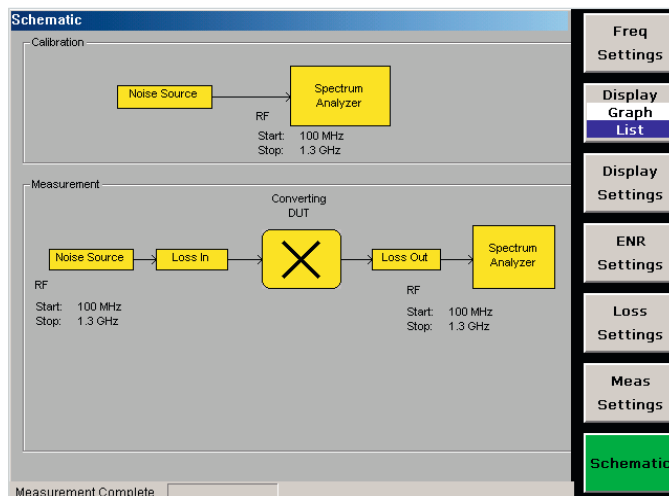 Schematic
Calibration
Noise Source
Spectrum
Analyzer
RF
Start: 100 MHz
Stop: 1.3 GHz
Measurement
Converting
DUT
Noise Source
Loss In
Loss Out
Spectrum
Analyzer
RF
Start: 100 MHz
Stop: 1.3 GHz
RF
Start: 100 MHz
Stop: 1.3 GHz
Measurement Complete
Freq
Settings
Display
Graph
List
Display
Settings
ENR
Settings
Loss
Settings
Meas
Settings
Schematic